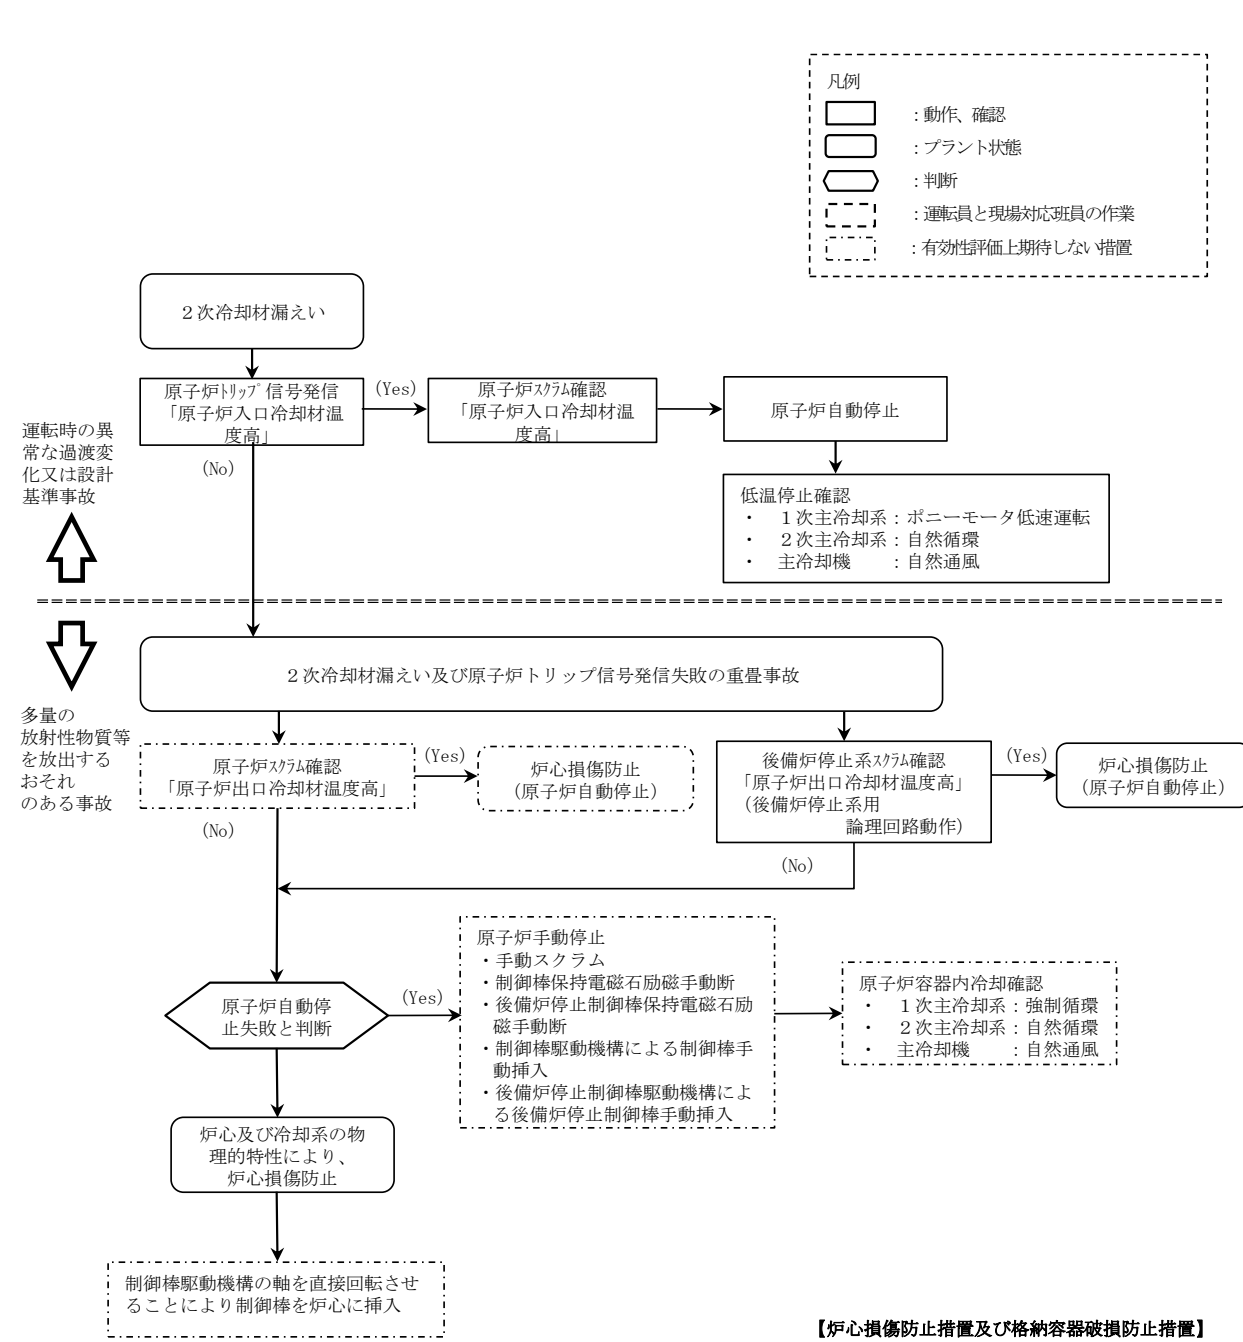 凡例
：動作、確認
：プラント状態
：判断
：運転員と現場対応班員の作業
：有効性評価上期待しない措置
２次冷却材漏えい
原子炉ﾄﾘｯﾌﾟ信号発信
「原子炉入口冷却材温
度高」
(Yes)
原子炉ｽｸﾗﾑ確認
「原子炉入口冷却材温
度高」
原子炉自動停止
(No)
運転時の異
常な過渡変
化又は設計
基準事故
低温停止確認
・　１次主冷却系：ポニーモータ低速運転
・　２次主冷却系：自然循環
・　主冷却機　　：自然通風
２次冷却材漏えい及び原子炉トリップ信号発信失敗の重畳事故
多量の
放射性物質等
を放出する
おそれ
のある事故
原子炉ｽｸﾗﾑ確認
「原子炉出口冷却材温度高」
(Yes)
炉心損傷防止
（原子炉自動停止）
後備炉停止系ｽｸﾗﾑ確認
「原子炉出口冷却材温度高」
（後備炉停止系用
論理回路動作）
(Yes)
炉心損傷防止
（原子炉自動停止）
(No)
(No)
原子炉自動停
止失敗と判断
(Yes)
原子炉手動停止
・手動スクラム
・制御棒保持電磁石励磁手動断
・後備炉停止制御棒保持電磁石励
磁手動断
・制御棒駆動機構による制御棒手
動挿入
・後備炉停止制御棒駆動機構によ
る後備炉停止制御棒手動挿入
原子炉容器内冷却確認
・　１次主冷却系：強制循環
・　２次主冷却系：自然循環
・　主冷却機　　：自然通風
炉心及び冷却系の物
理的特性により、
炉心損傷防止
制御棒駆動機構の軸を直接回転させ
ることにより制御棒を炉心に挿入
【炉心損傷防止措置及び格納容器破損防止措置】